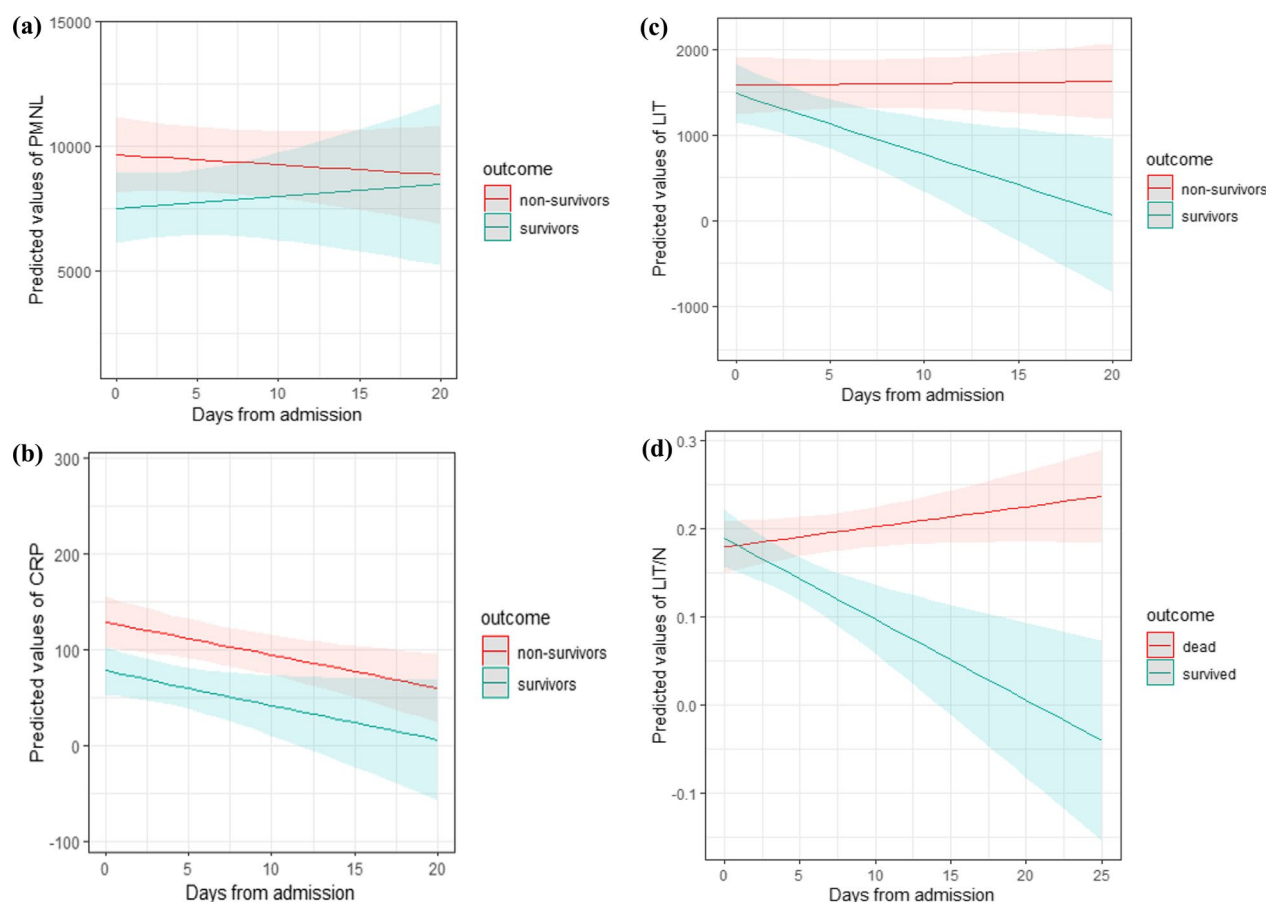 (a)
15000
10000
5000
Predicted values of PMNL
0 5 10 15 20
Days from admission
outcome
non-survivors
survivors
(b)
300
200
100
0
-100
Predicted values of CRP
0 5 10 15 20
Days from admission
outcome
non-survivors
survivors
(c)
2000
1000
0
-1000
Predicted values of LIT
0 5 10 15 20
Days from admission
outcome
non-survivors
survivors
(d)
0.3
0.2
0.1
0.0
-0.1
Predicted values of LIT/N
0 5 10 15 20 25
Days from admission
outcome
dead
survived